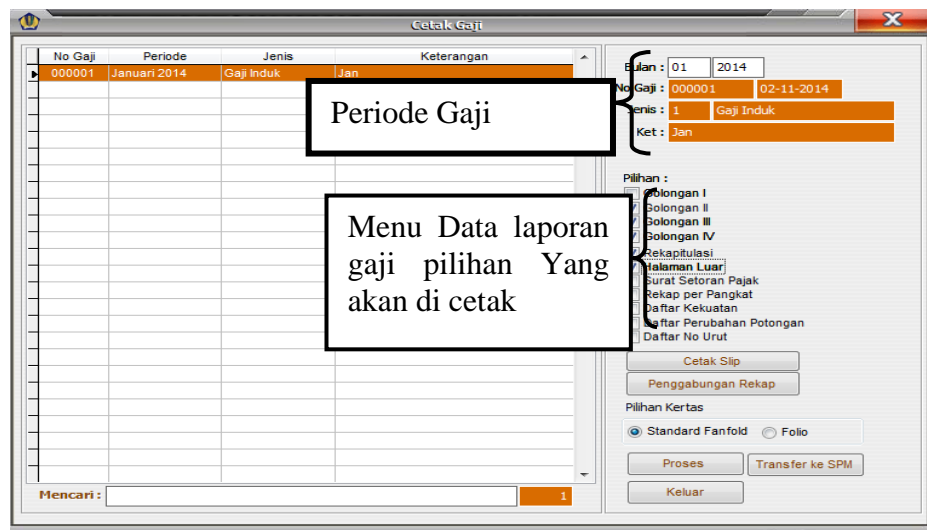 Cetak Gaji
No Gaji Periode Jenis Keterangan
000001 Januari 2014 Gaji Induk Jan
Periode Gaji
Menu Data laporan
gaji pilihan Yang
akan di cetak
Mencari : 1
Bulan : 01 2014
No Gaji : 000001 02-11-2014
Jenis : 1 Gaji Induk
Ket : Jan
Pilihan :
Golongan I
Golongan II
Golongan III
Golongan IV
Rekapitulasi
Halaman Luar
Surat Setoran Pajak
Rekap per Pangkat
Daftar Kekuatan
Daftar Perubahan Potongan
Daftar No Urut
Cetak Slip
Penggabungan Rekap
Pilihan Kertas
Standard Fanfold Folio
Proses Transfer ke SPM
Keluar